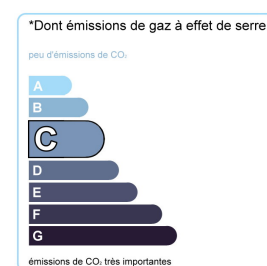 *Dont émissions de gaz à effet de serre
peu d'émissions de CO₂
A
B
C
D
E
F
G
émissions de CO₂ très importantes